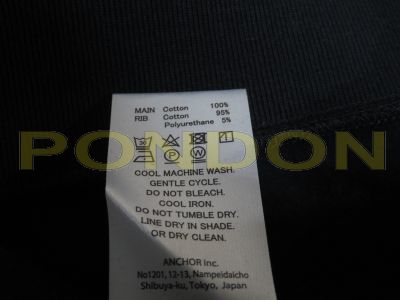 MAIN Cotton 100%
RIB Cotton 95%
Polyurethane 5%
PONDON
COOL MACHINE WASH.
GENTLE CYCLE.
DO NOT BLEACH.
COOL IRON.
DO NOT TUMBLE DRY.
LINE DRY IN SHADE.
OR DRY CLEAN.
ANCHOR inc.
No1201, 12-13, Nampeidaicho
Shibuya-ku, Tokyo, Japan